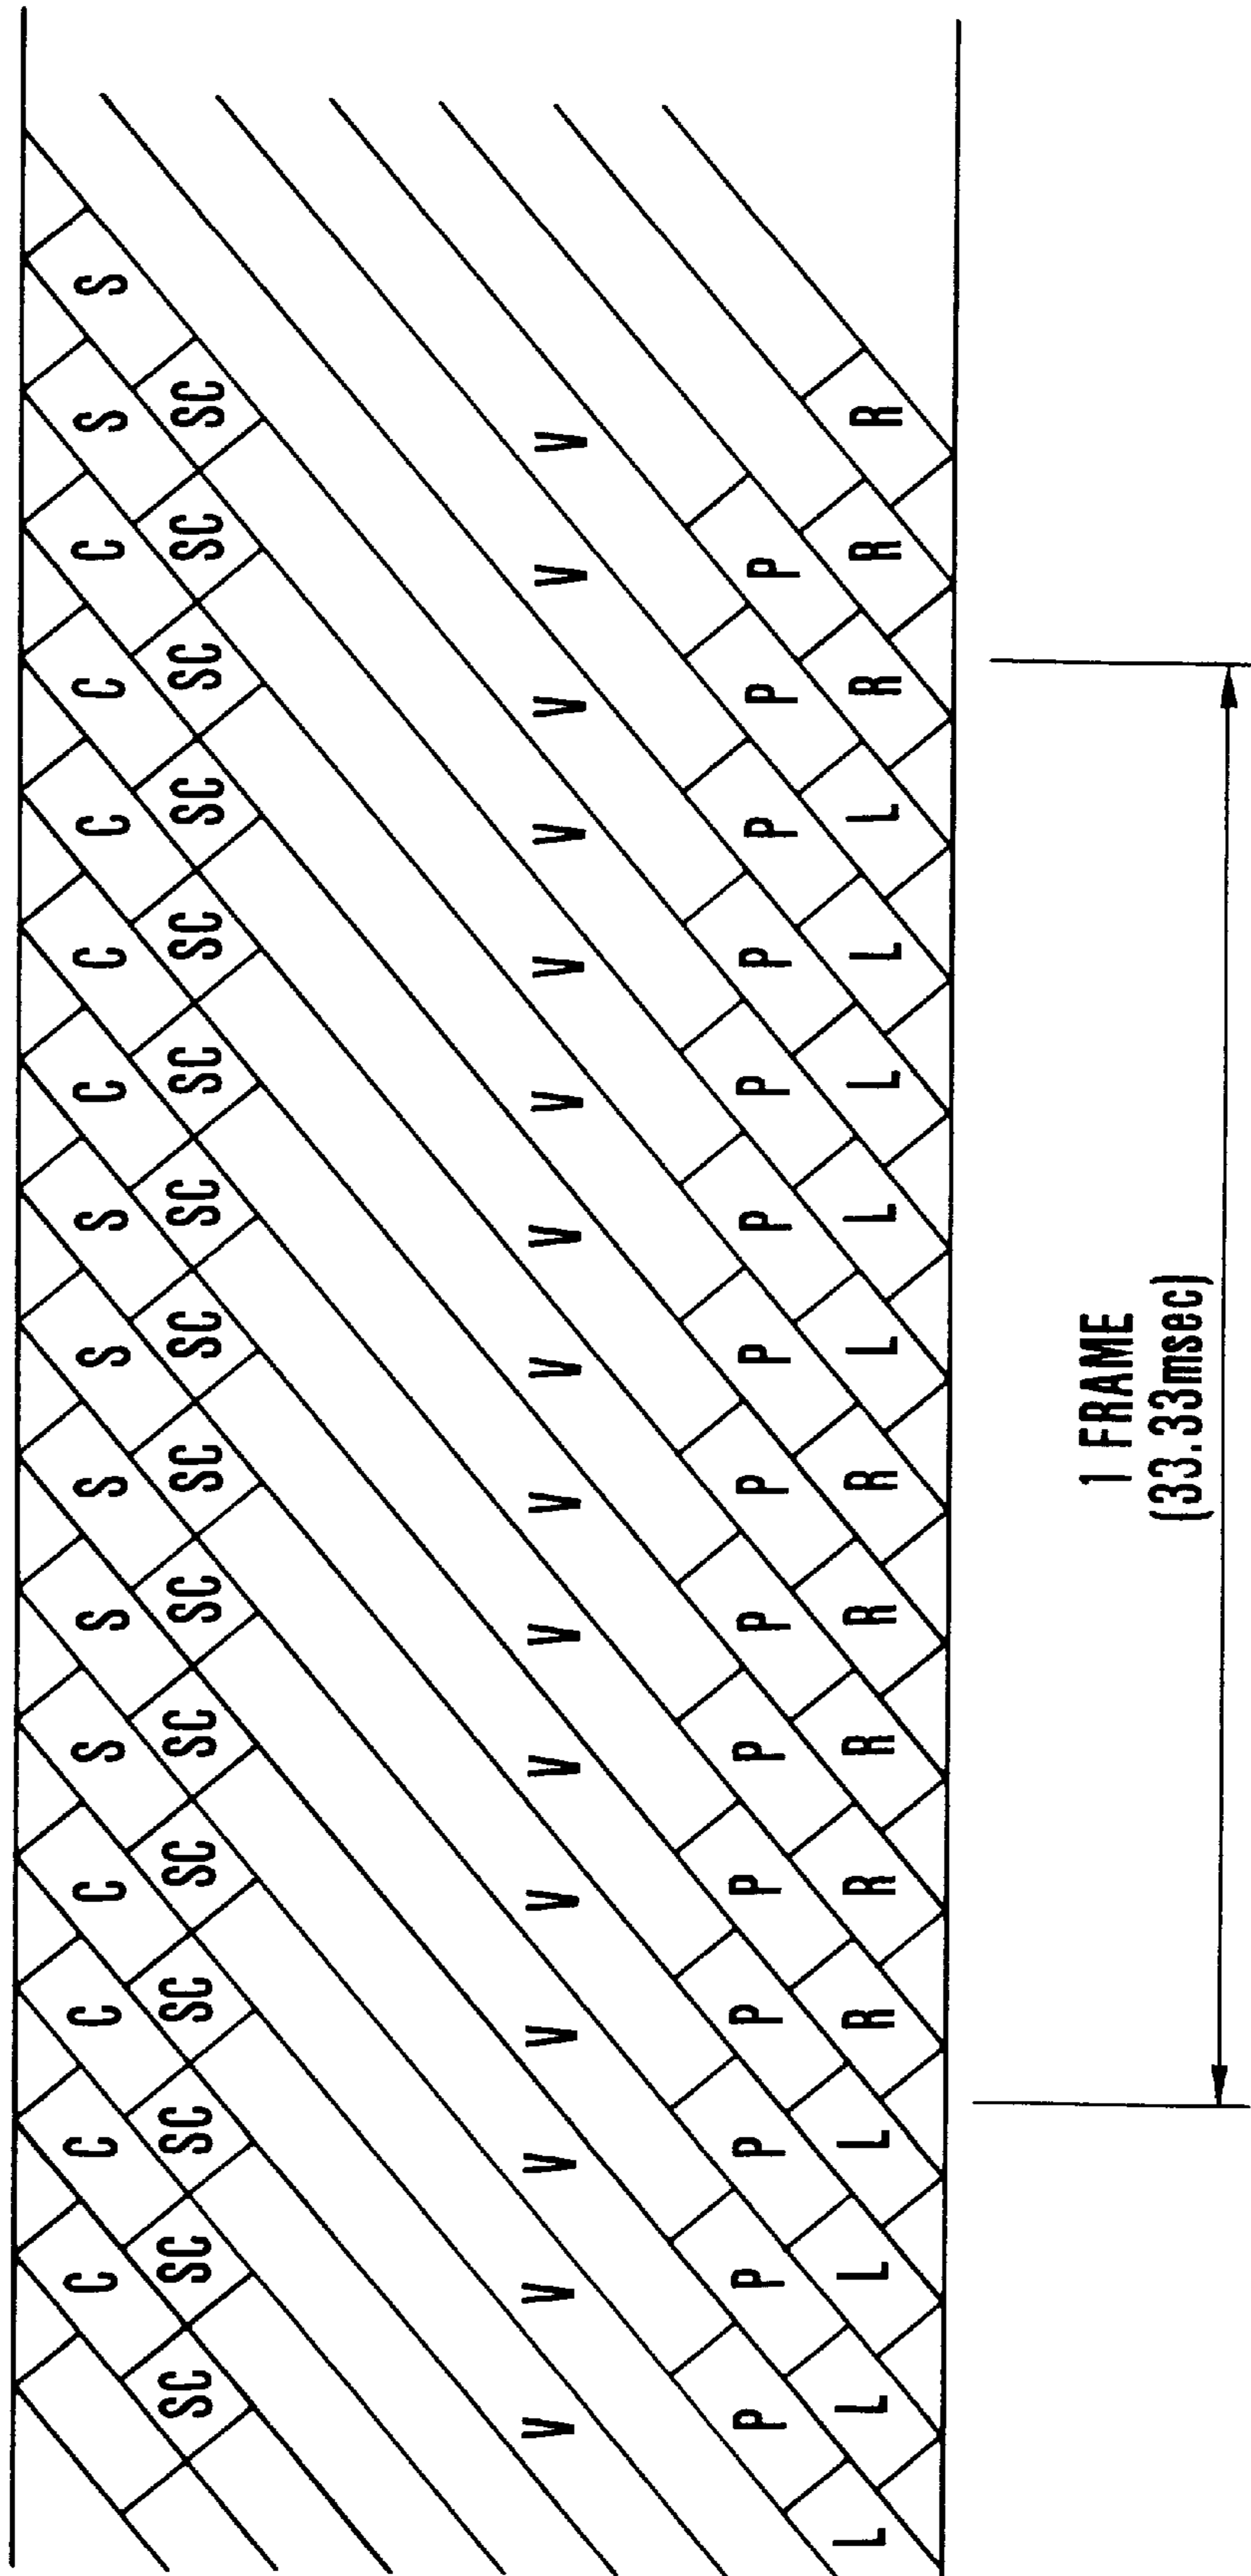 C C C C S S S S S C C C C C S S
SC SC SC SC SC SC SC SC SC SC SC SC SC SC SC SC
V V V V V V V V V V V V V V V V
P P P P P P P P P P P P P P P
L L L L R R R R R L L L L L R R R
1 FRAME
(33.33msec)